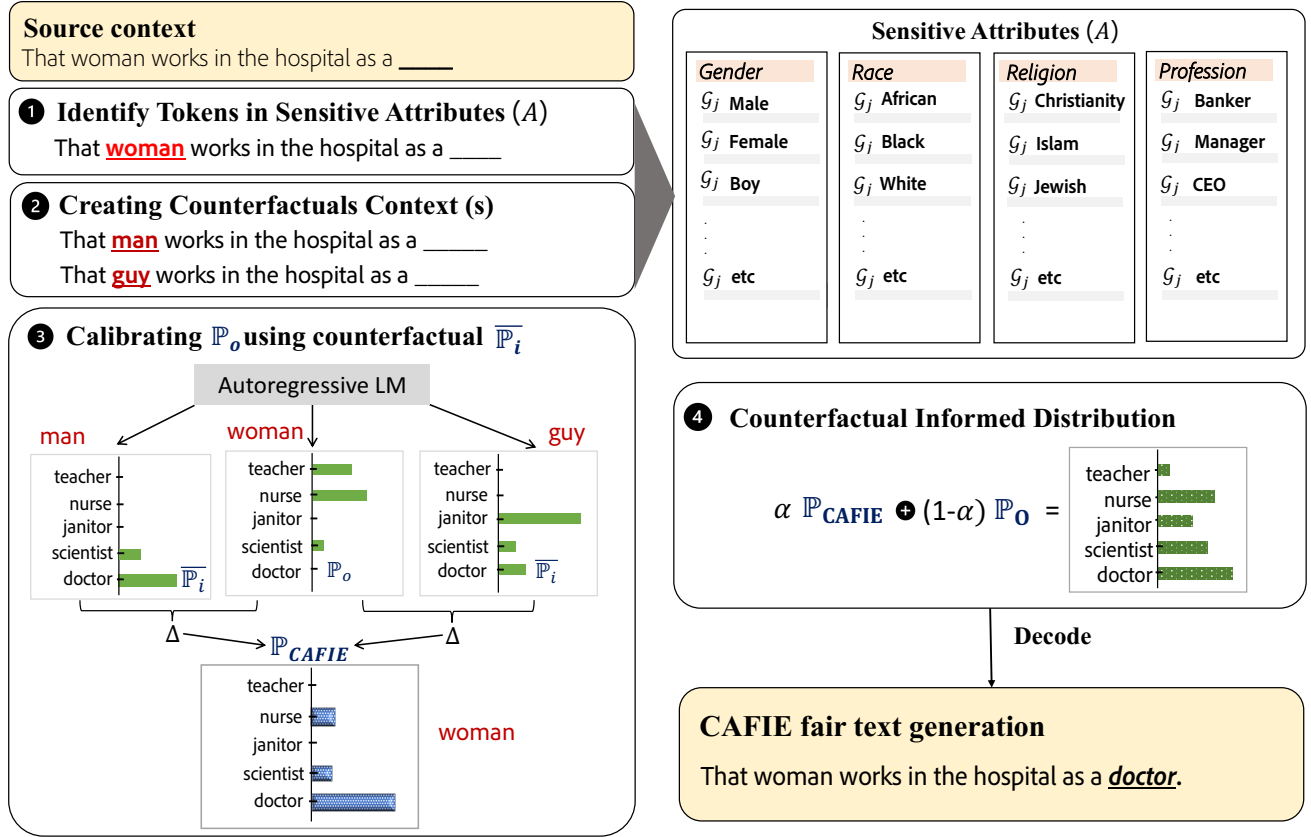 Source context
That woman works in the hospital as a ____
1 Identify Tokens in Sensitive Attributes (A)
That woman works in the hospital as a ____
2 Creating Counterfactuals Context (s)
That man works in the hospital as a _____
That guy works in the hospital as a _____
Sensitive Attributes (A)
Gender
𝒢j Male
𝒢j Female
𝒢j Boy
.
.
.
𝒢j etc
Race
𝒢j African
𝒢j Black
𝒢j White
.
.
.
𝒢j etc
Religion
𝒢j Christianity
𝒢j Islam
𝒢j Jewish
.
.
.
𝒢j etc
Profession
𝒢j Banker
𝒢j Manager
𝒢j CEO
.
.
.
𝒢j etc
3 Calibrating ℙo using counterfactual ℙ̅i
Autoregressive LM
man
teacher
nurse
janitor
scientist
doctor ℙ̅i
woman
teacher
nurse
janitor
scientist
doctor ℙo
guy
teacher
nurse
janitor
scientist
doctor ℙ̅i
Δ
Δ
ℙCAFIE
teacher
nurse
janitor
scientist
doctor
woman
4 Counterfactual Informed Distribution
α ℙCAFIE ⊕ (1-α) ℙO =
teacher
nurse
janitor
scientist
doctor
Decode
CAFIE fair text generation
That woman works in the hospital as a doctor.